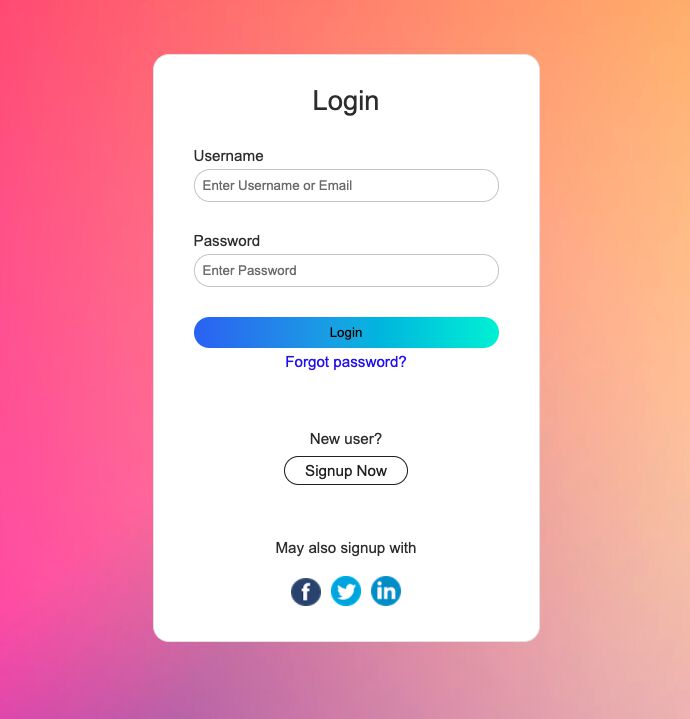 Login
Username
Enter Username or Email
Password
Enter Password
Login
Forgot password?
New user?
Signup Now
May also signup with
f in